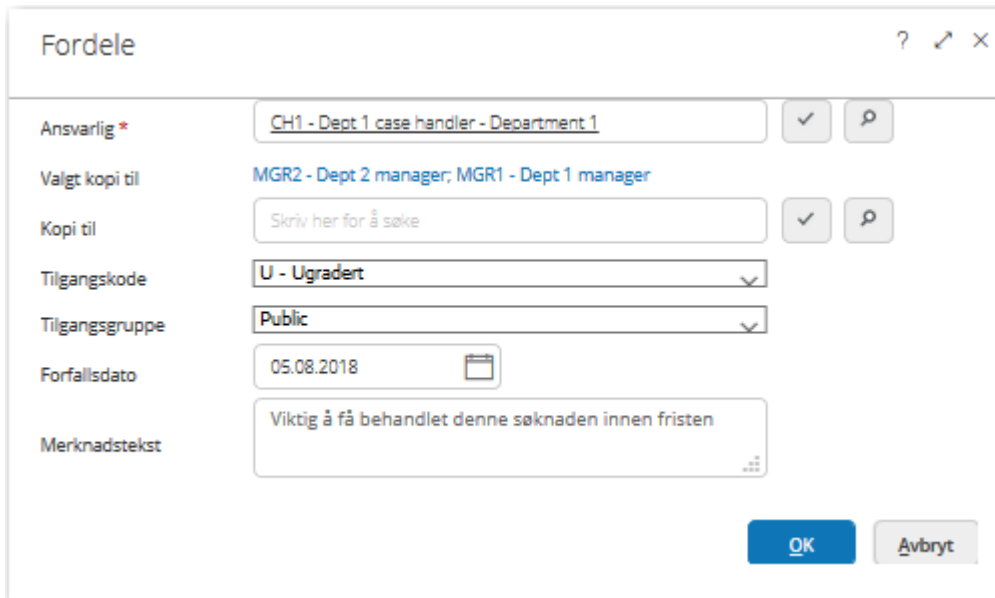 Fordele
?
Ansvarlig * CH1 - Dept 1 case handler - Department 1
Valgt kopi til MGR2 - Dept 2 manager; MGR1 - Dept 1 manager
Kopi til Skriv her for å søke
Tilgangskode U - Ugradert
Tilgangsgruppe Public
Forfallsdato 05.08.2018
Merknadstekst Viktig å få behandlet denne søknaden innen fristen
OK Avbryt